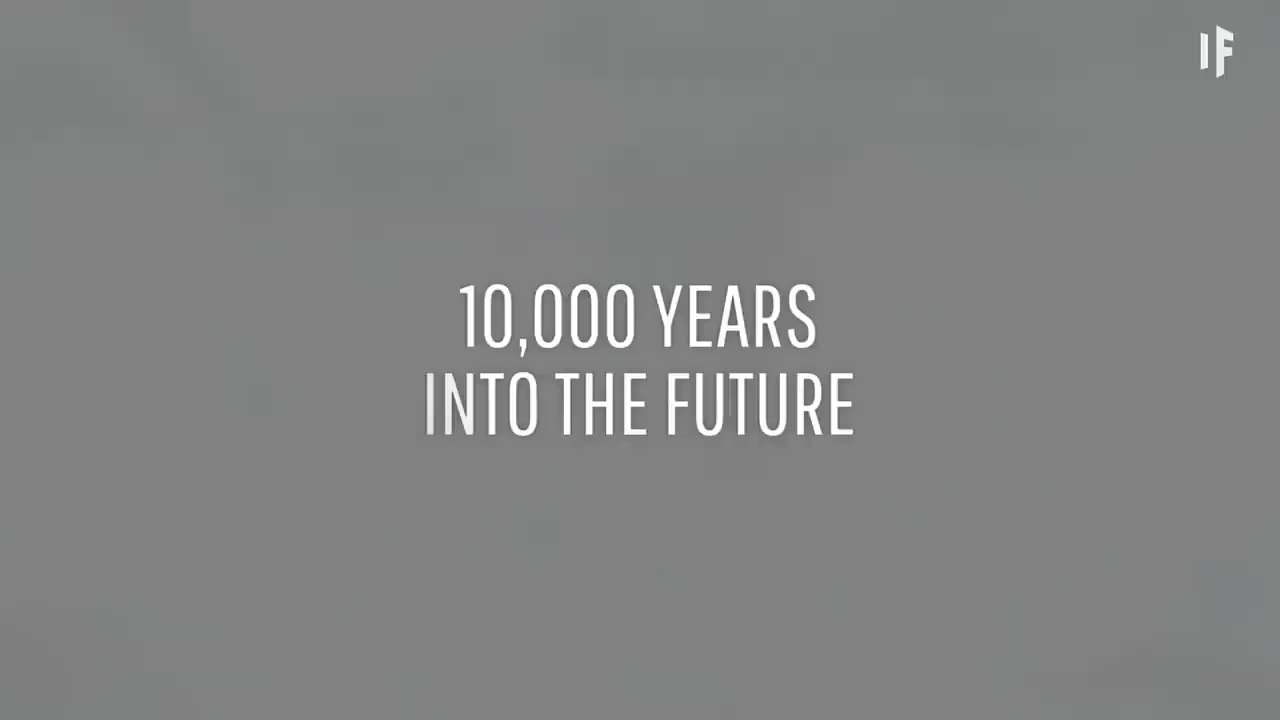 IF
10,000 YEARS
INTO THE FUTURE